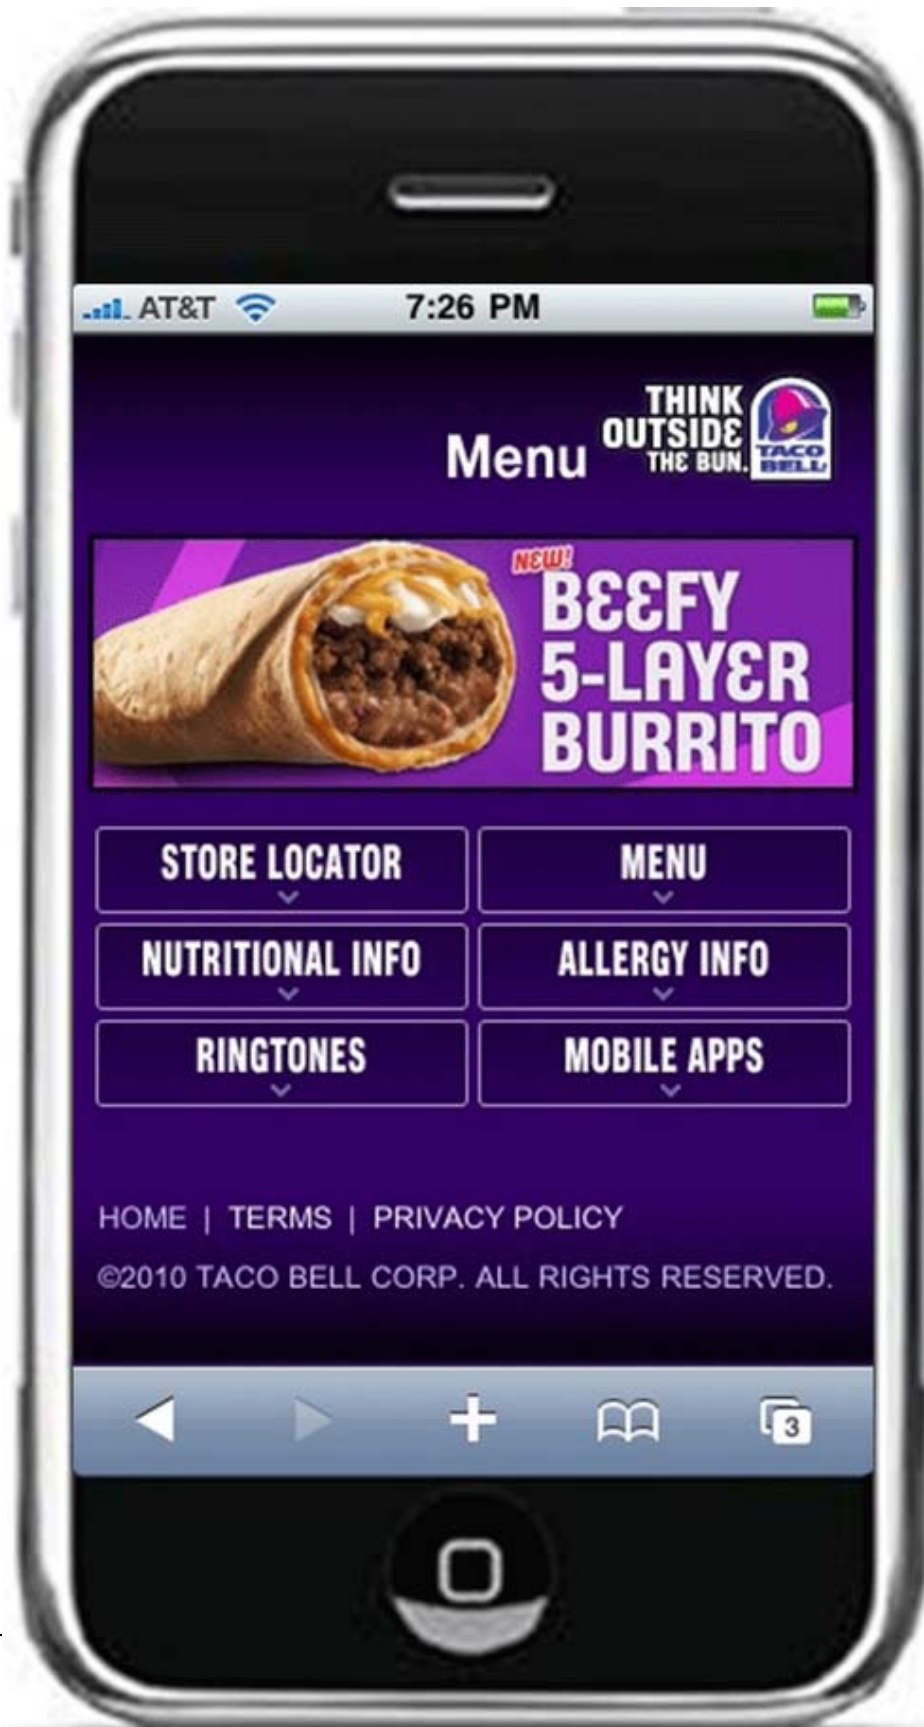 AT&T 7:26 PM
Menu
THINK
OUTSIDE
THE BUN.
TACO
BELL
NEW!
BEEFY
5-LAYER
BURRITO
STORE LOCATOR
MENU
NUTRITIONAL INFO
ALLERGY INFO
RINGTONES
MOBILE APPS
HOME | TERMS | PRIVACY POLICY
©2010 TACO BELL CORP. ALL RIGHTS RESERVED.
3